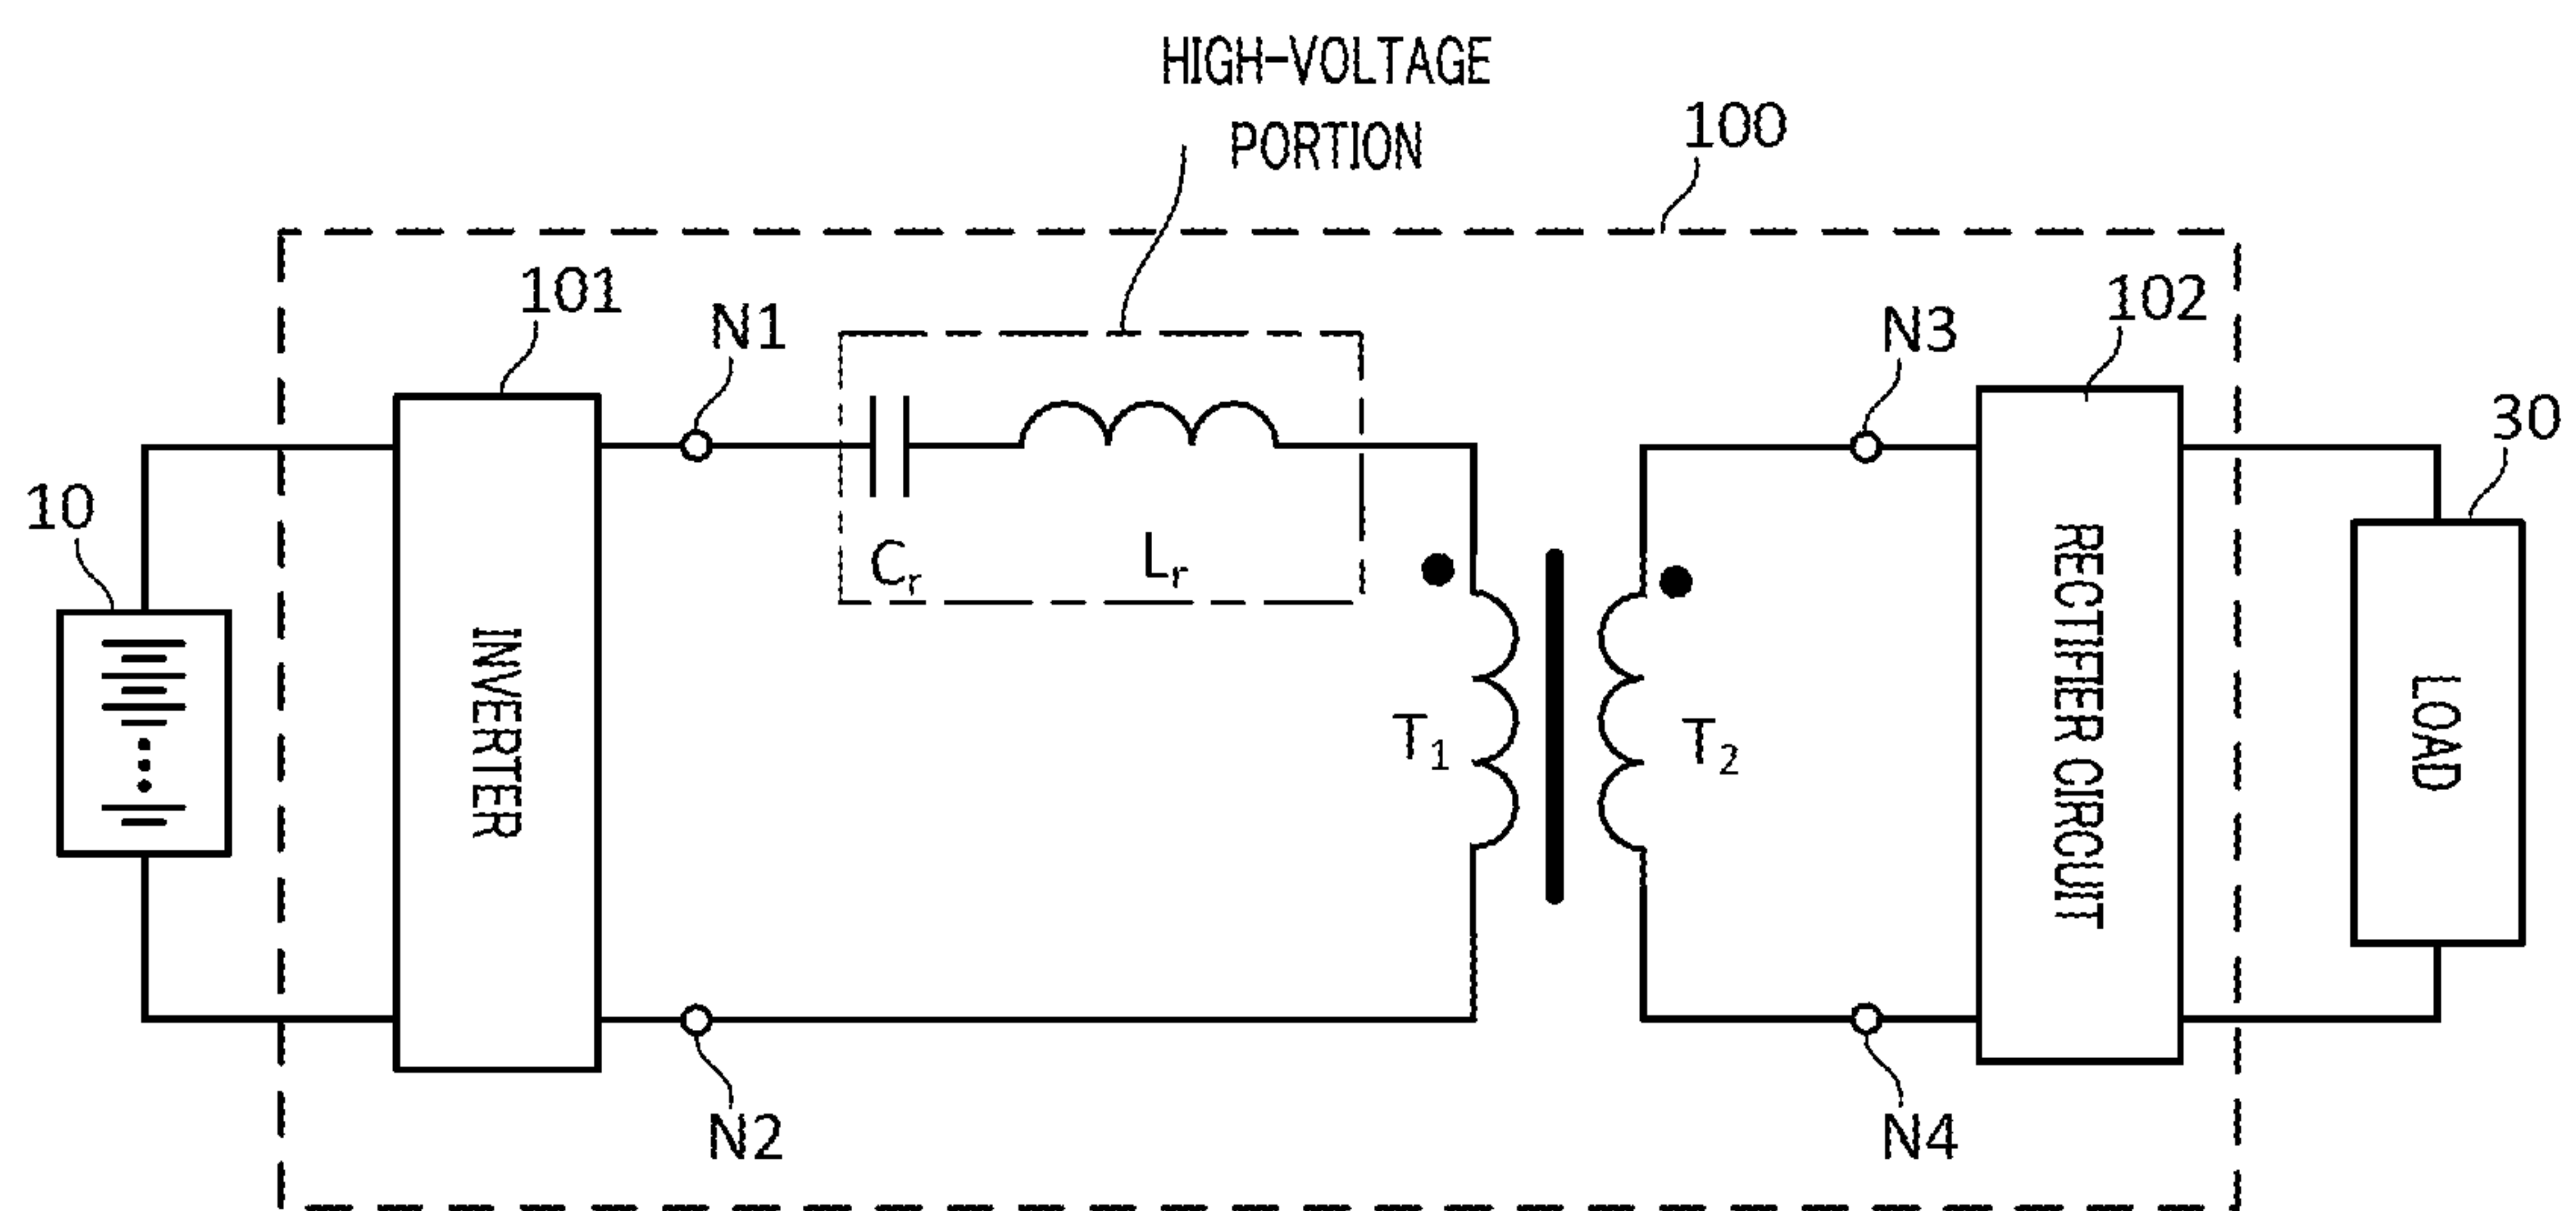 HIGH-VOLTAGE
PORTION
100
101
N1
N3
102
30
10
Cr
Lr
INVERTER
T1
T2
RECTIFIER CIRCUIT
LOAD
N2
N4